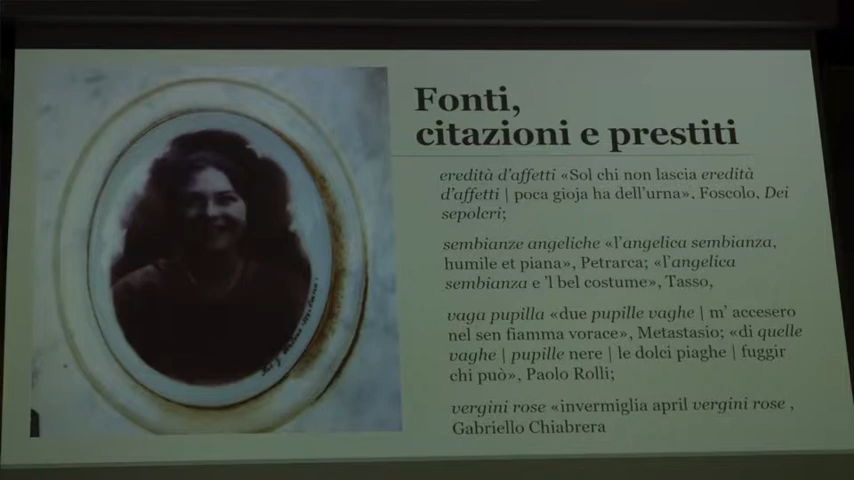 Fonti,
citazioni e prestiti
eredità d'affetti «Sol chi non lascia eredità
d'affetti | poca gioja ha dell'urna». Foscolo, Dei
sepolcri;
sembianze angeliche «l'angelica sembianza,
humile et piana», Petrarca; «l'angelica
sembianza e 'l bel costume», Tasso,
vaga pupilla «due pupille vaghe | m' accesero
nel sen fiamma vorace», Metastasio; «di quelle
vaghe | pupille nere | le dolci piaghe | fuggir
chi può», Paolo Rolli;
vergini rose «invermiglia april vergini rose ,
Gabriello Chiabrera